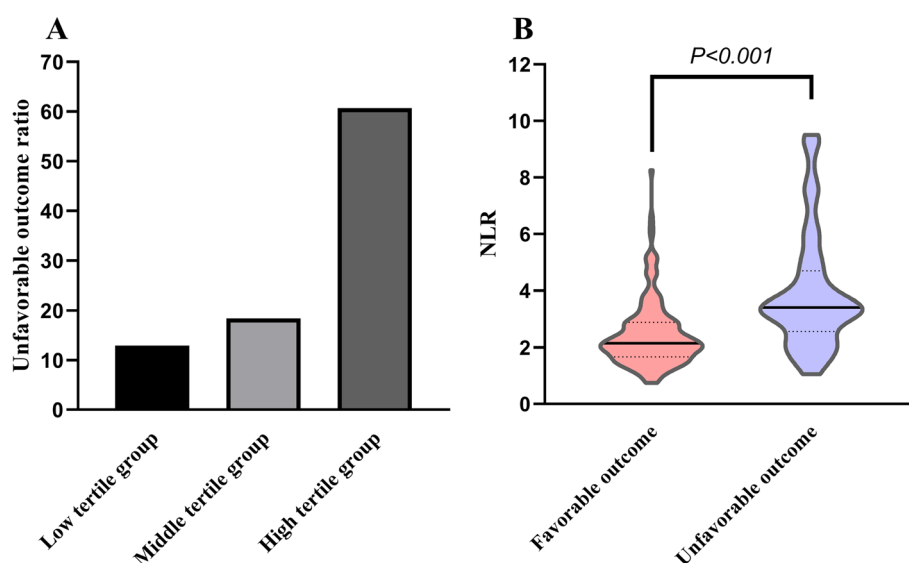 A
Unfavorable outcome ratio
70
60
50
40
30
20
10
0
Low tertile group
Middle tertile group
High tertile group
B
P<0.001
NLR
12
10
8
6
4
2
0
Favorable outcome
Unfavorable outcome